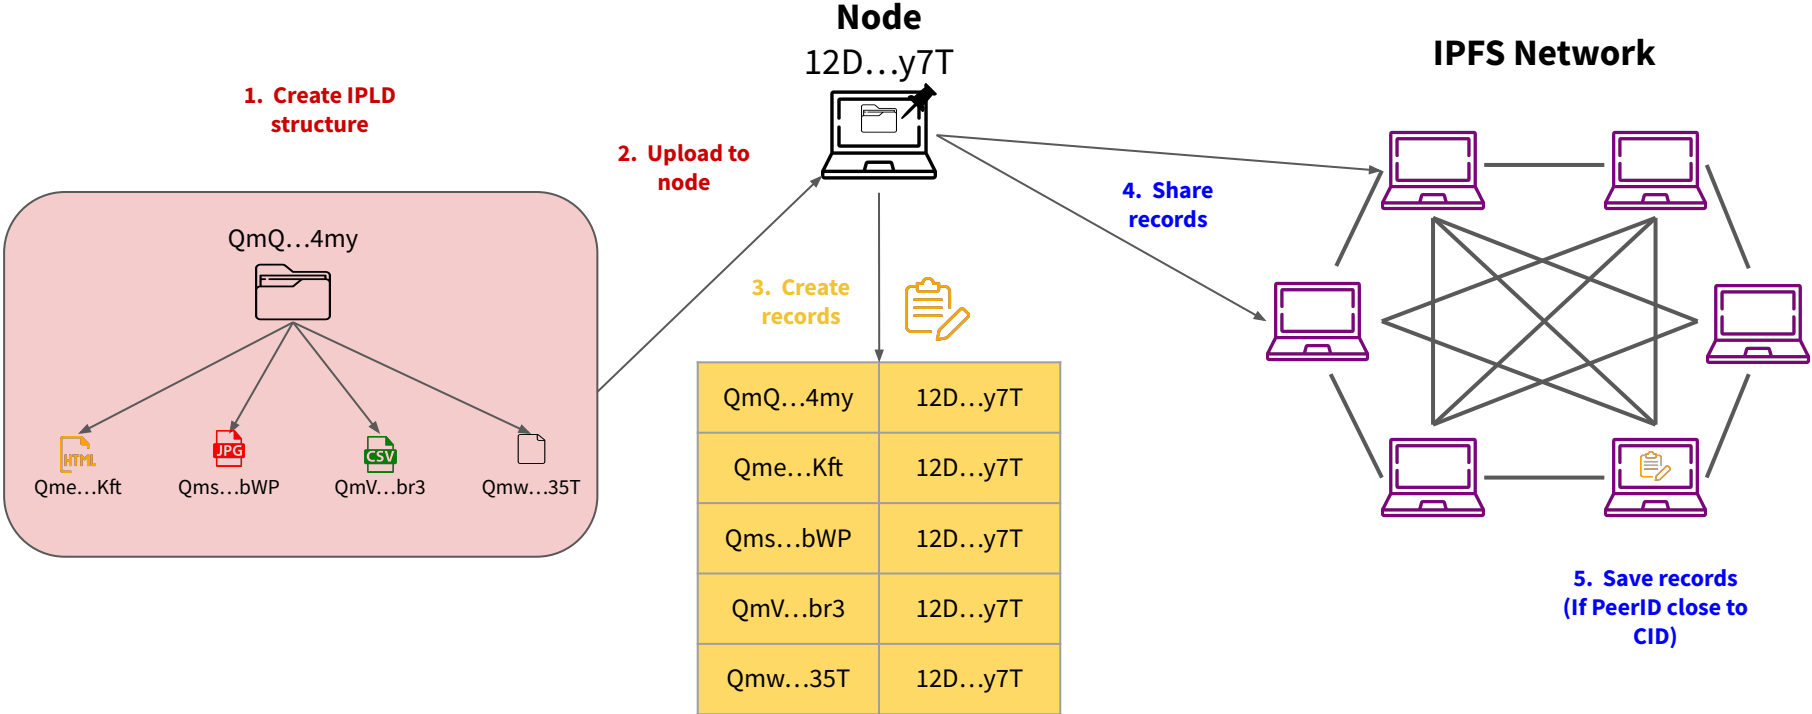 Node
12D…y7T
IPFS Network
1. Create IPLD
structure
2. Upload to
node
4. Share
records
QmQ…4my
3. Create
records
HTML
JPG
CSV
Qme…Kft
Qms…bWP
QmV…br3
Qmw…35T
QmQ…4my 12D…y7T
Qme…Kft 12D…y7T
Qms…bWP 12D…y7T
QmV…br3 12D…y7T
Qmw…35T 12D…y7T
5. Save records
(If PeerID close to
CID)